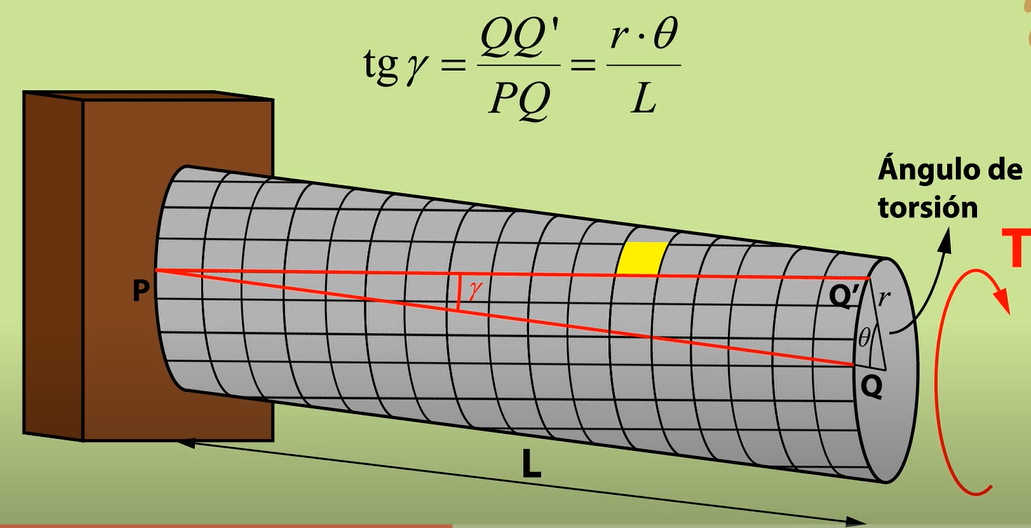 tg γ = QQ' / PQ = r · θ / L
Ángulo de
torsión
T
P
γ
Q'
r
θ
Q
L